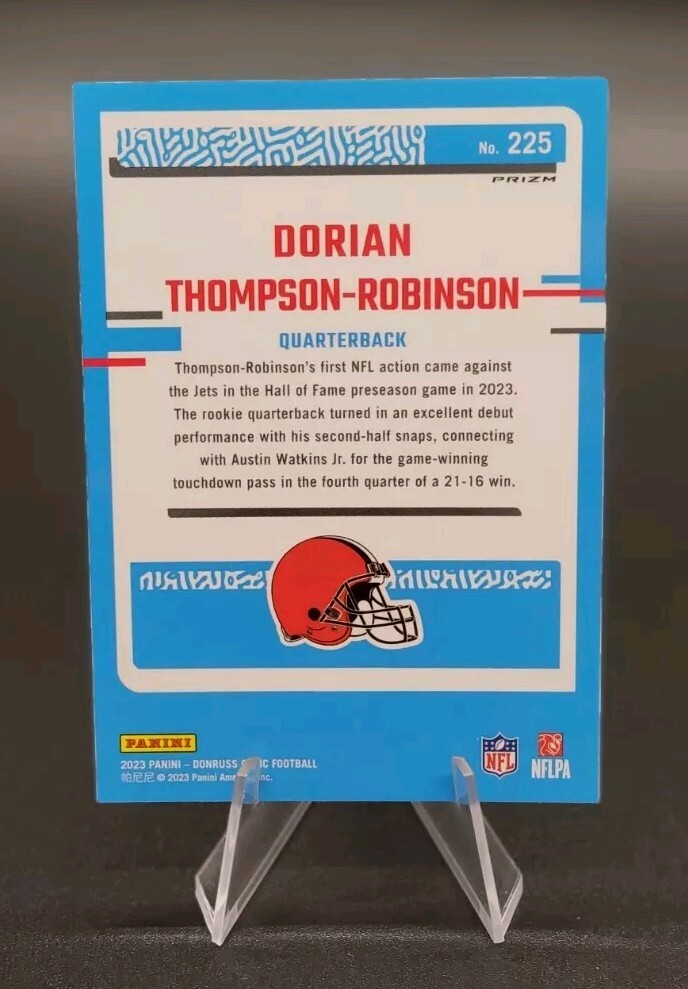 No. 225
PRIZM
DORIAN
THOMPSON-ROBINSON
QUARTERBACK
Thompson-Robinson's first NFL action came against
the Jets in the Hall of Fame preseason game in 2023.
The rookie quarterback turned in an excellent debut
performance with his second-half snaps, connecting
with Austin Watkins Jr. for the game-winning
touchdown pass in the fourth quarter of a 21-16 win.
PANINI
2023 PANINI – DONRUSS FOOTBALL
帕尼尼 © 2023 Panini Inc.
NFL
NFLPA